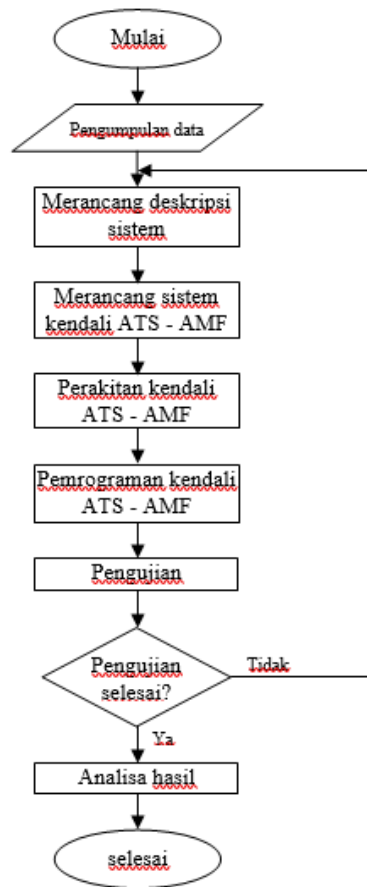 Mulai
Pengumpulan data
Merancang deskripsi
sistem
Merancang sistem
kendali ATS - AMF
Perakitan kendali
ATS - AMF
Pemrograman kendali
ATS - AMF
Pengujian
Pengujian
selesai?
Tidak
Ya
Analisa hasil
selesai